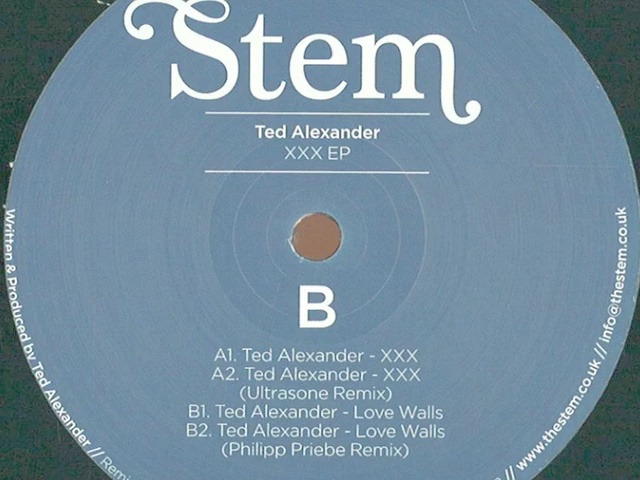 Stem
Ted Alexander
XXX EP
B
A1. Ted Alexander - XXX
A2. Ted Alexander - XXX
(Ultrasone Remix)
B1. Ted Alexander - Love Walls
B2. Ted Alexander - Love Walls
(Philipp Priebe Remix)
Written & Produced by Ted Alexander //
// www.thestem.co.uk // info@thestem.co.uk